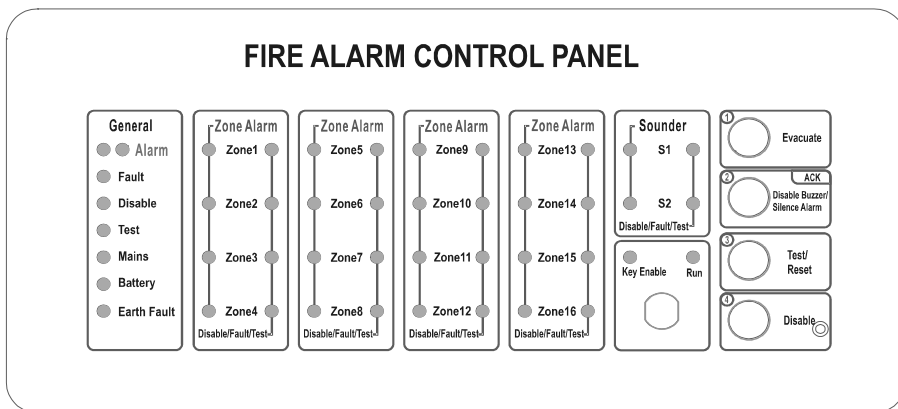 FIRE ALARM CONTROL PANEL
General
Alarm
Fault
Disable
Test
Mains
Battery
Earth Fault
Zone Alarm
Zone1
Zone2
Zone3
Zone4
Disable/Fault/Test
Zone Alarm
Zone5
Zone6
Zone7
Zone8
Disable/Fault/Test
Zone Alarm
Zone9
Zone10
Zone11
Zone12
Disable/Fault/Test
Zone Alarm
Zone13
Zone14
Zone15
Zone16
Disable/Fault/Test
Sounder
S1
S2
Disable/Fault/Test
Key Enable Run
1
Evacuate
2
ACK
Disable Buzzer/
Silence Alarm
3
Test/
Reset
4
Disable